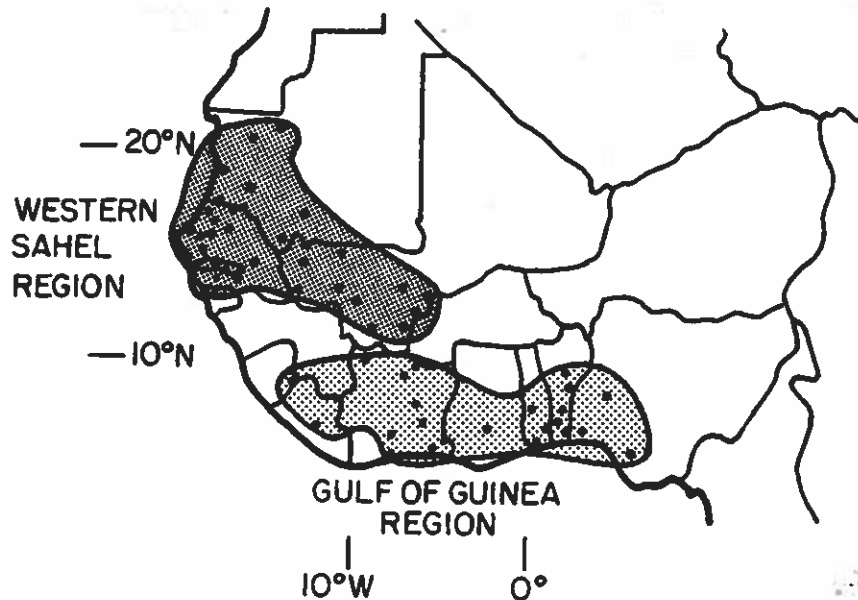 20°N
WESTERN
SAHEL
REGION
10°N
GULF OF GUINEA
REGION
10°W
0°